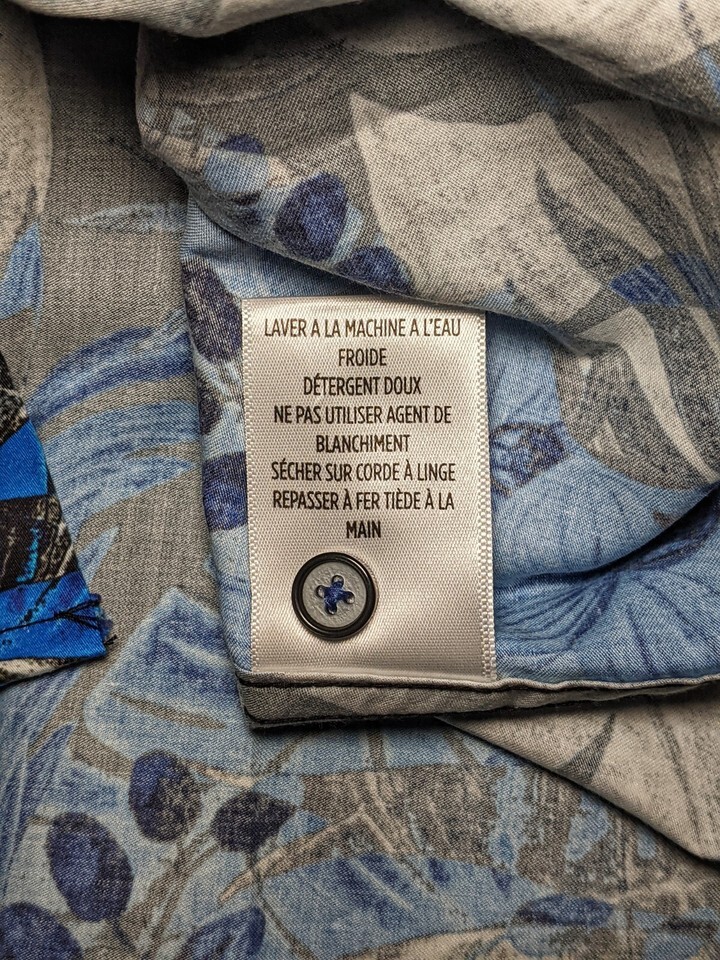 LAVER A LA MACHINE A L'EAU
FROIDE
DÉTERGENT DOUX
NE PAS UTILISER AGENT DE
BLANCHIMENT
SÉCHER SUR CORDE À LINGE
REPASSER À FER TIÈDE À LA
MAIN